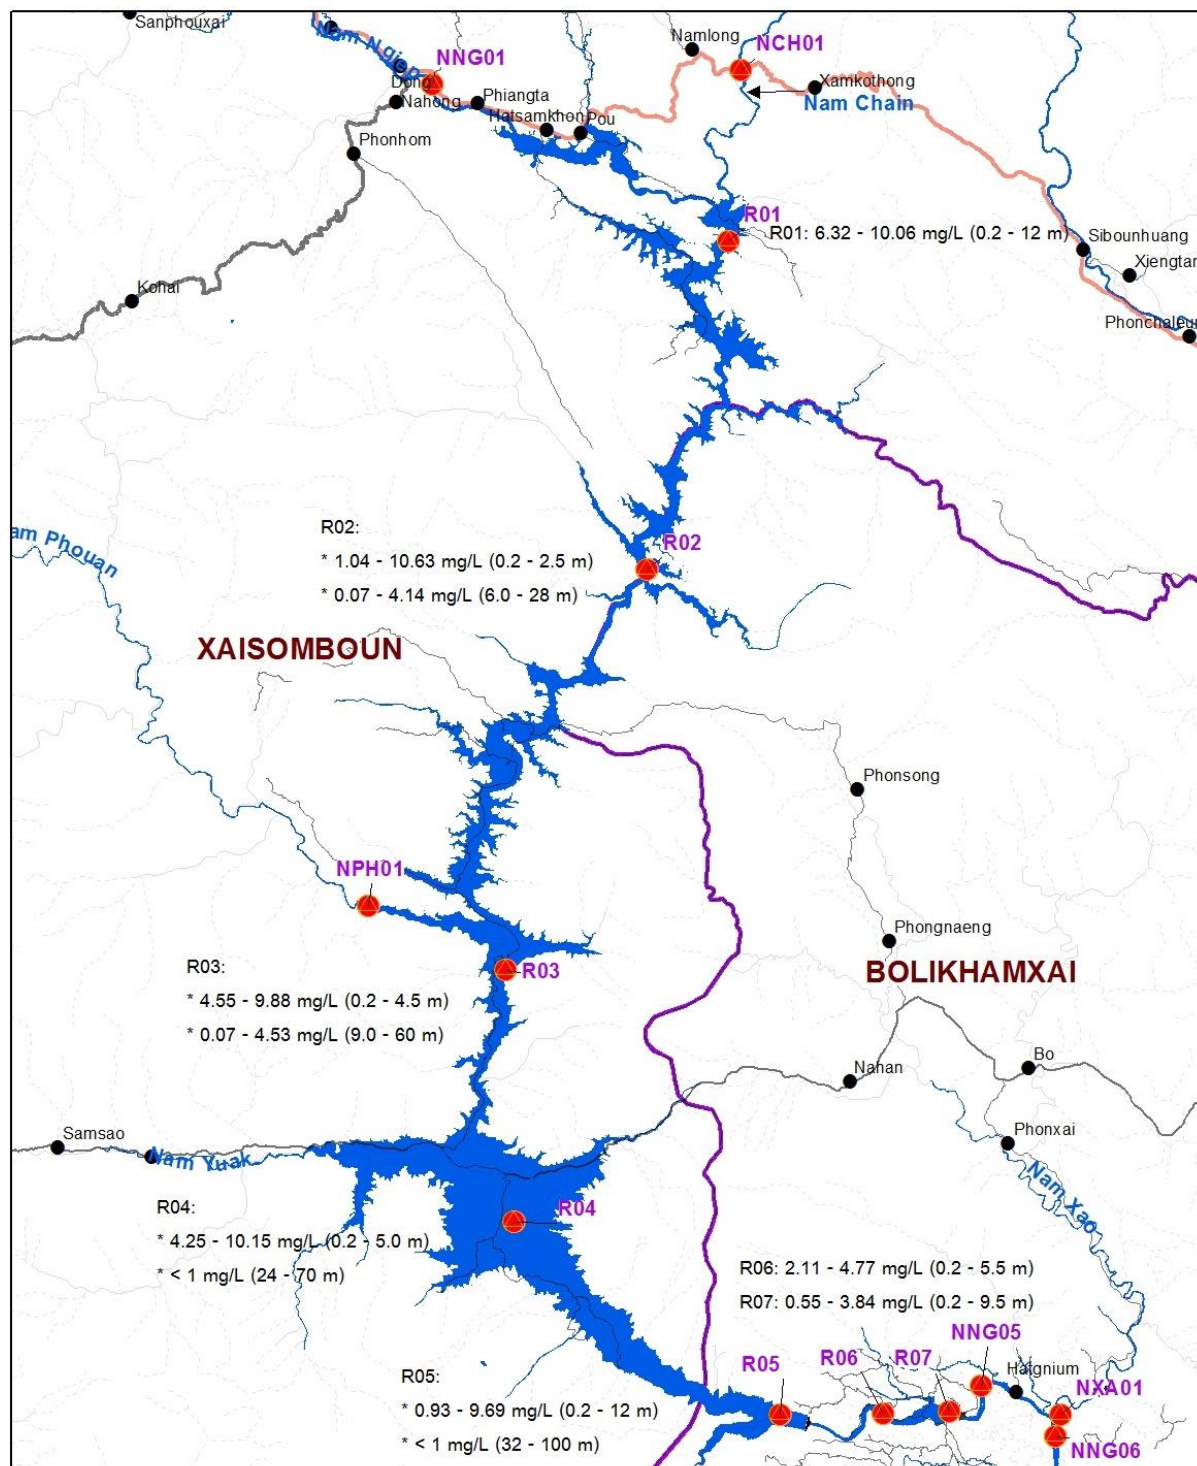 Sanphouxai
Nam Ngiep
NNG01
Namlong
NCH01
Dong
Xamkothong
Nahong
Phiangta
Nam Chain
Hatsamkhon
Pou
Phonhom
R01
R01: 6.32 - 10.06 mg/L (0.2 - 12 m)
Sibounhuang
Xiengtar
Kohai
Phonchaleun
R02:
* 1.04 - 10.63 mg/L (0.2 - 2.5 m)
* 0.07 - 4.14 mg/L (6.0 - 28 m)
R02
am Phouan
XAISOMBOUN
Phonsong
NPH01
Phongnaeng
R03
BOLIKHAMXAI
R03:
* 4.55 - 9.88 mg/L (0.2 - 4.5 m)
* 0.07 - 4.53 mg/L (9.0 - 60 m)
Nahan
Bo
Samsao
Nam Yuak
Phonxai
Nam Xao
R04:
* 4.25 - 10.15 mg/L (0.2 - 5.0 m)
* < 1 mg/L (24 - 70 m)
R04
R06: 2.11 - 4.77 mg/L (0.2 - 5.5 m)
R07: 0.55 - 3.84 mg/L (0.2 - 9.5 m)
NNG05
R05:
* 0.93 - 9.69 mg/L (0.2 - 12 m)
* < 1 mg/L (32 - 100 m)
R05
R06
R07
Hatgnium
NXA01
NNG06